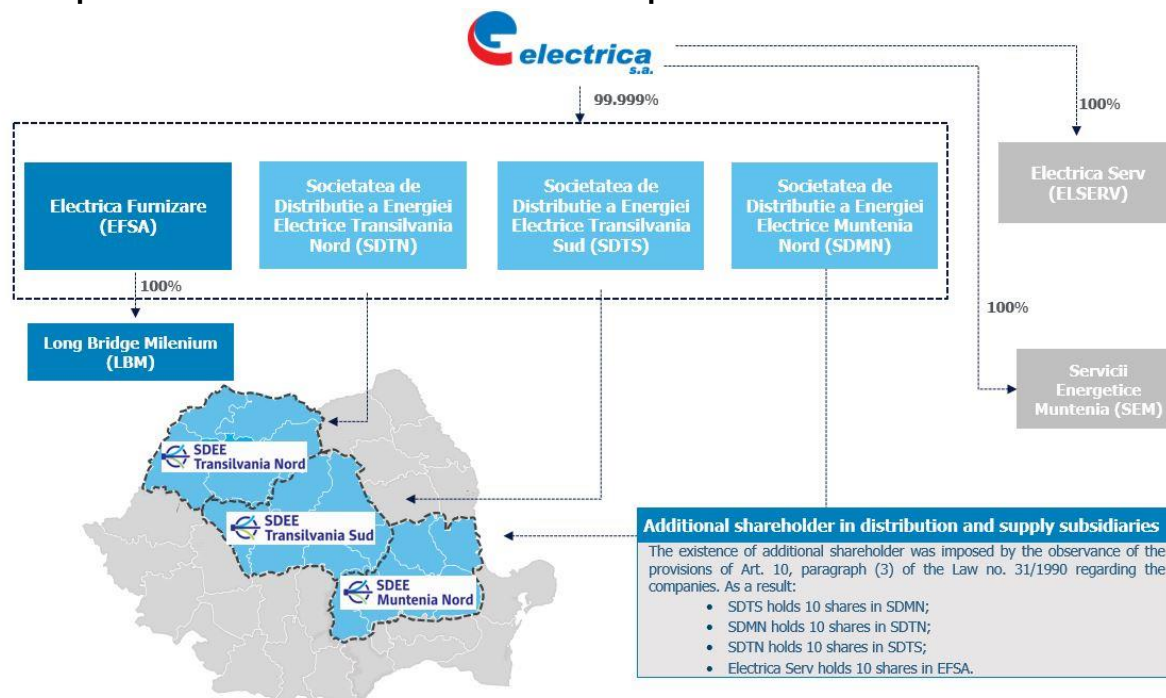 electrica
s.a.
99.999%
100%
Electrica Furnizare
(EFSA)
Societatea de
Distributie a Energiei
Electrice Transilvania
Nord (SDTN)
Societatea de
Distributie a Energiei
Electrice Transilvania
Sud (SDTS)
Societatea de
Distributie a Energiei
Electrice Muntenia
Nord (SDMN)
Electrica Serv
(ELSERV)
100%
100%
Long Bridge Milenium
(LBM)
Servicii
Energetice
Muntenia (SEM)
SDEE
Transilvania Nord
SDEE
Transilvania Sud
SDEE
Muntenia Nord
Additional shareholder in distribution and supply subsidiaries
The existence of additional shareholder was imposed by the observance of the
provisions of Art. 10, paragraph (3) of the Law no. 31/1990 regarding the
companies. As a result:
• SDTS holds 10 shares in SDMN;
• SDMN holds 10 shares in SDTN;
• SDTN holds 10 shares in SDTS;
• Electrica Serv holds 10 shares in EFSA.